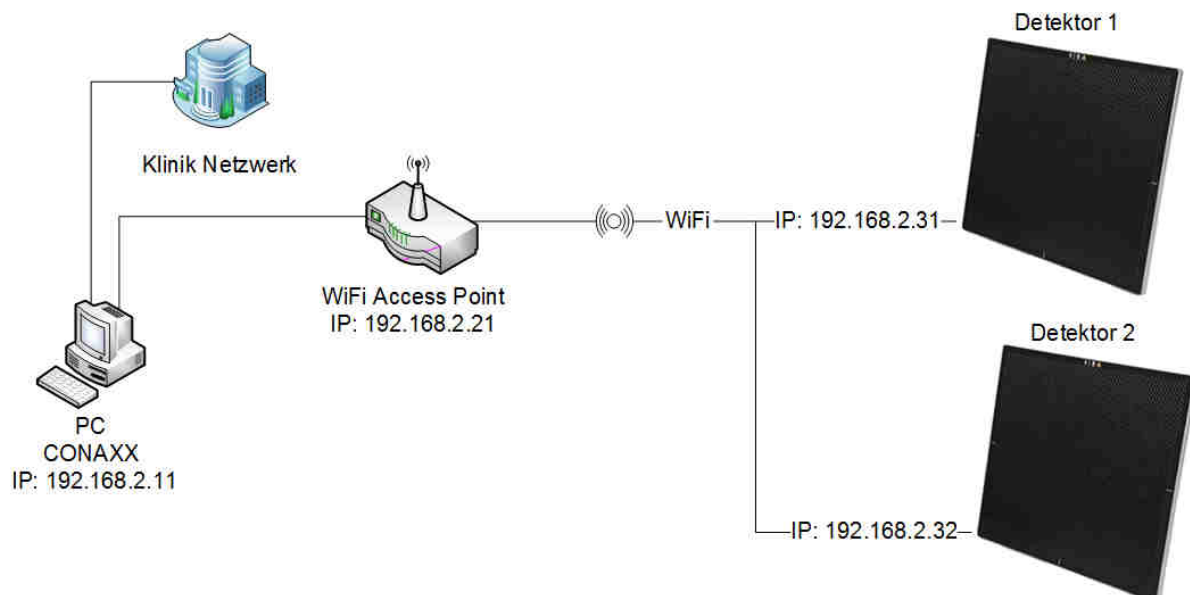 Detektor 1
Klinik Netzwerk
WiFi
IP: 192.168.2.31
WiFi Access Point
IP: 192.168.2.21
Detektor 2
PC
CONAXX
IP: 192.168.2.11
IP: 192.168.2.32